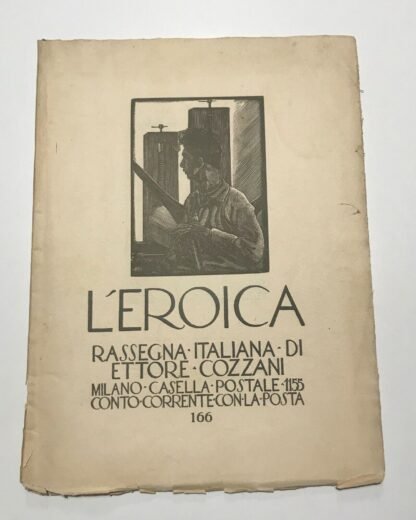 L'EROICA
RASSEGNA·ITALIANA·DI
ETTORE·COZZANI
MILANO·CASELLA·POSTALE·1155
CONTO·CORRENTE·CON·LA·POSTA
166